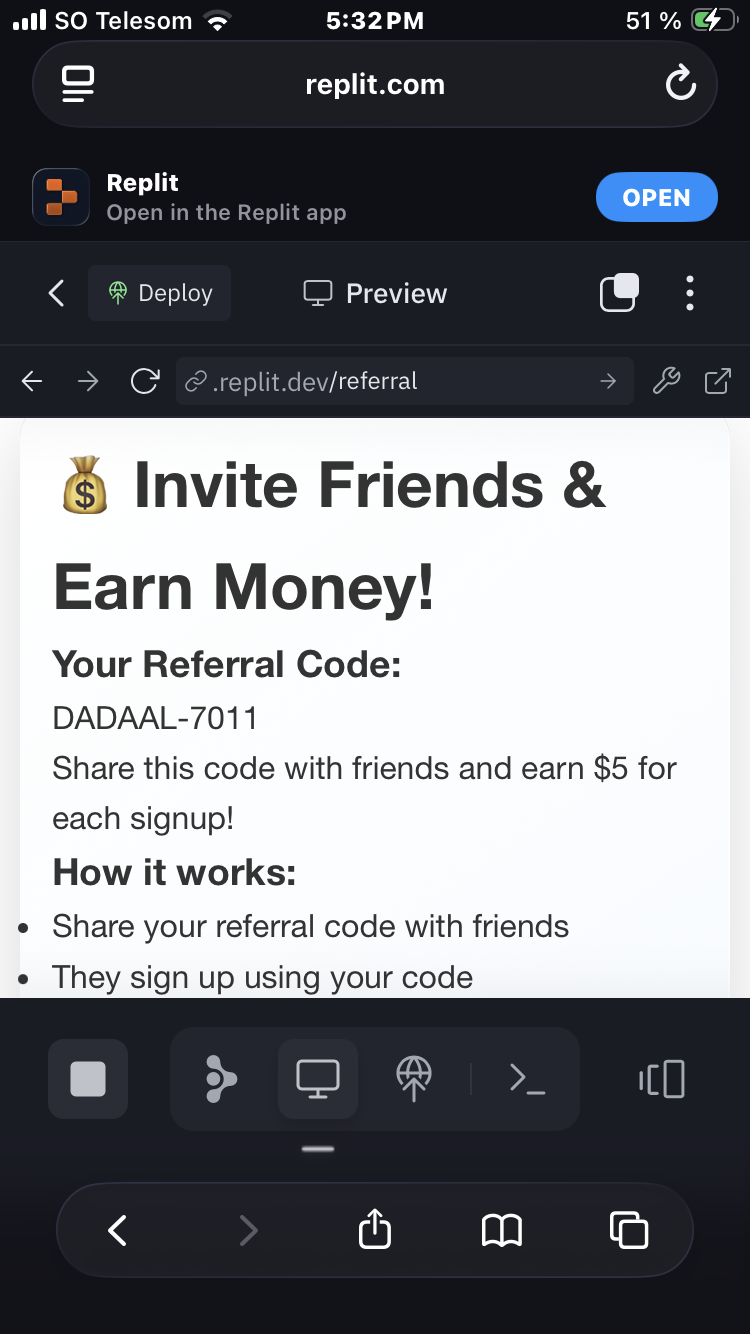 SO Telesom
5:32 PM
51 %
replit.com
Replit
Open in the Replit app
OPEN
Deploy
Preview
.replit.dev/referral
💰 Invite Friends &
Earn Money!
Your Referral Code:
DADAAL-7011
Share this code with friends and earn $5 for
each signup!
How it works:
• Share your referral code with friends
• They sign up using your code